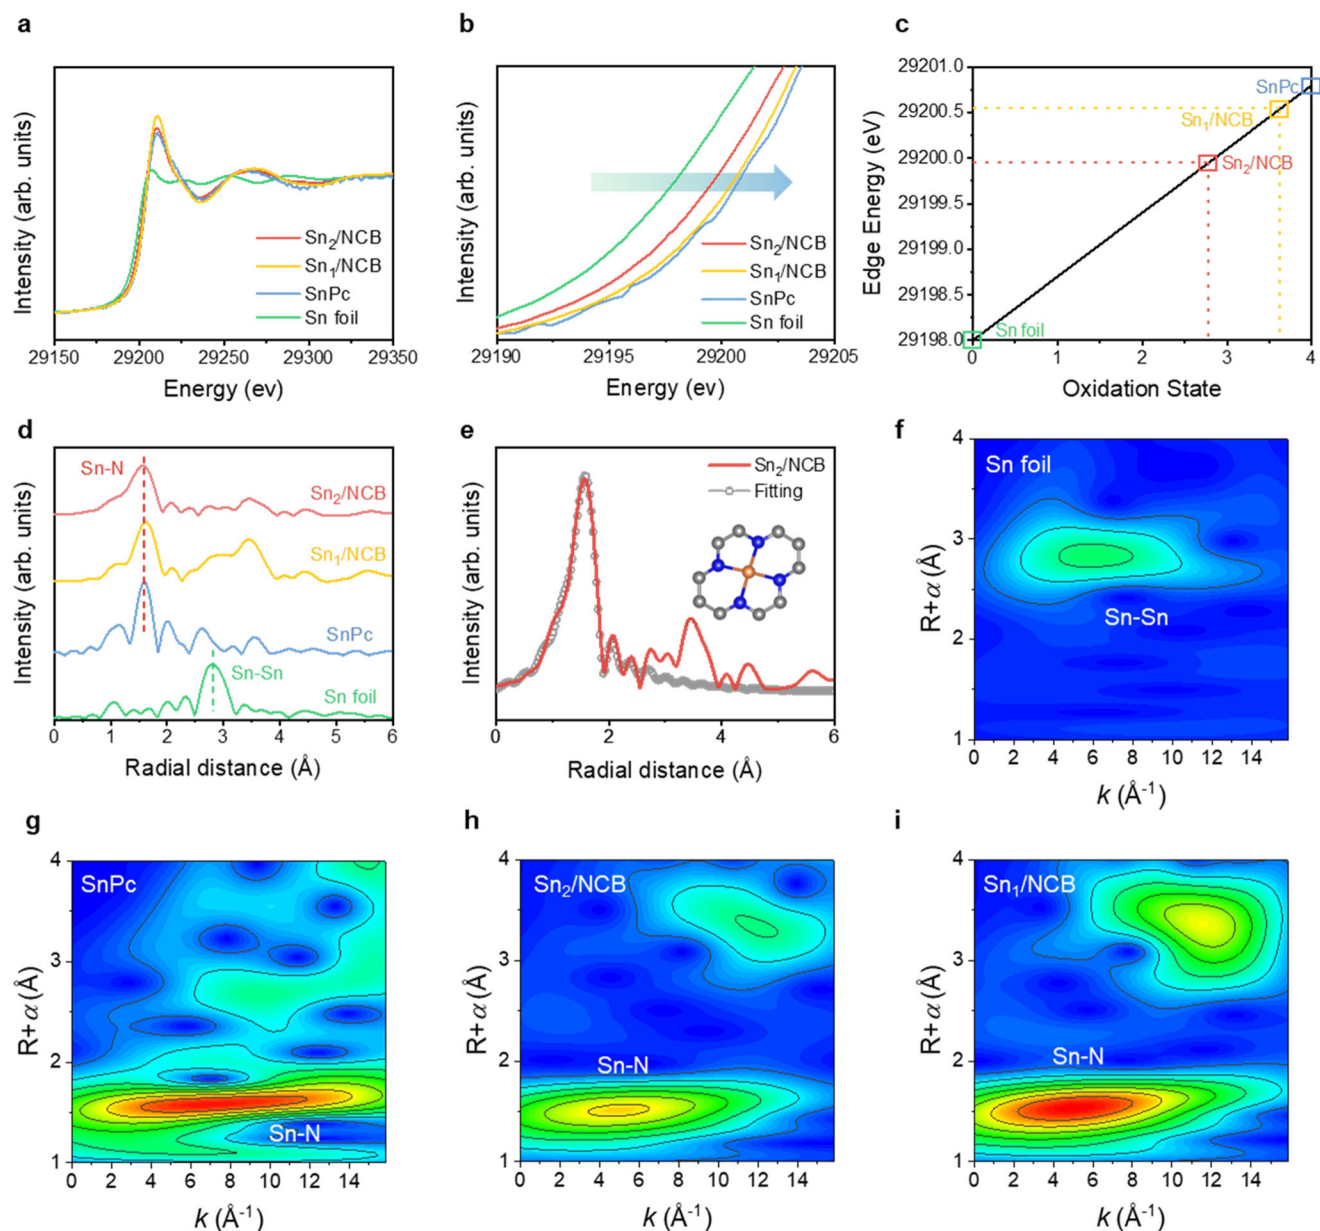 a
Intensity (arb. units)
Sn₂/NCB
Sn₁/NCB
SnPc
Sn foil
29150 29200 29250 29300 29350
Energy (ev)
b
Intensity (arb. units)
Sn₂/NCB
Sn₁/NCB
SnPc
Sn foil
29190 29195 29200 29205
Energy (ev)
c
Edge Energy (eV)
29201.0
29200.5
29200.0
29199.5
29199.0
29198.5
29198.0
SnPc
Sn₁/NCB
Sn₂/NCB
Sn foil
0 1 2 3 4
Oxidation State
d
Intensity (arb. units)
Sn-N
Sn₂/NCB
Sn₁/NCB
SnPc
Sn-Sn
Sn foil
0 1 2 3 4 5 6
Radial distance (Å)
e
Intensity (arb. units)
Sn₂/NCB
Fitting
0 2 4 6
Radial distance (Å)
f
R+α (Å)
4
3
2
1
Sn foil
Sn-Sn
0 2 4 6 8 10 12 14
k (Å⁻¹)
g
R+α (Å)
4
3
2
1
SnPc
Sn-N
0 2 4 6 8 10 12 14
k (Å⁻¹)
h
R+α (Å)
4
3
2
1
Sn₂/NCB
Sn-N
0 2 4 6 8 10 12 14
k (Å⁻¹)
i
R+α (Å)
4
3
2
1
Sn₁/NCB
Sn-N
0 2 4 6 8 10 12 14
k (Å⁻¹)